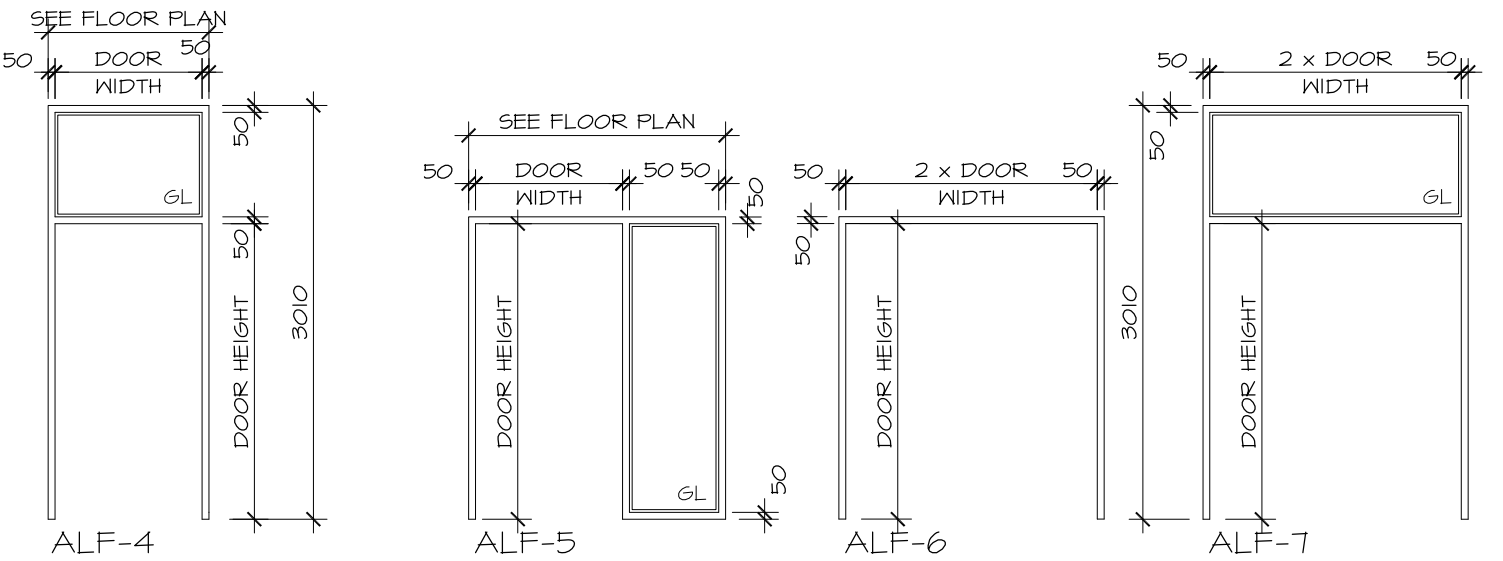 SEE FLOOR PLAN
50 DOOR 50
WIDTH
50
GL
50
DOOR HEIGHT
3010
ALF-4
SEE FLOOR PLAN
50 DOOR 50 50
WIDTH
50
DOOR HEIGHT
GL
50
ALF-5
50 2 x DOOR 50
WIDTH
50
DOOR HEIGHT
ALF-6
50 2 x DOOR 50
WIDTH
50
GL
3010
DOOR HEIGHT
ALF-7